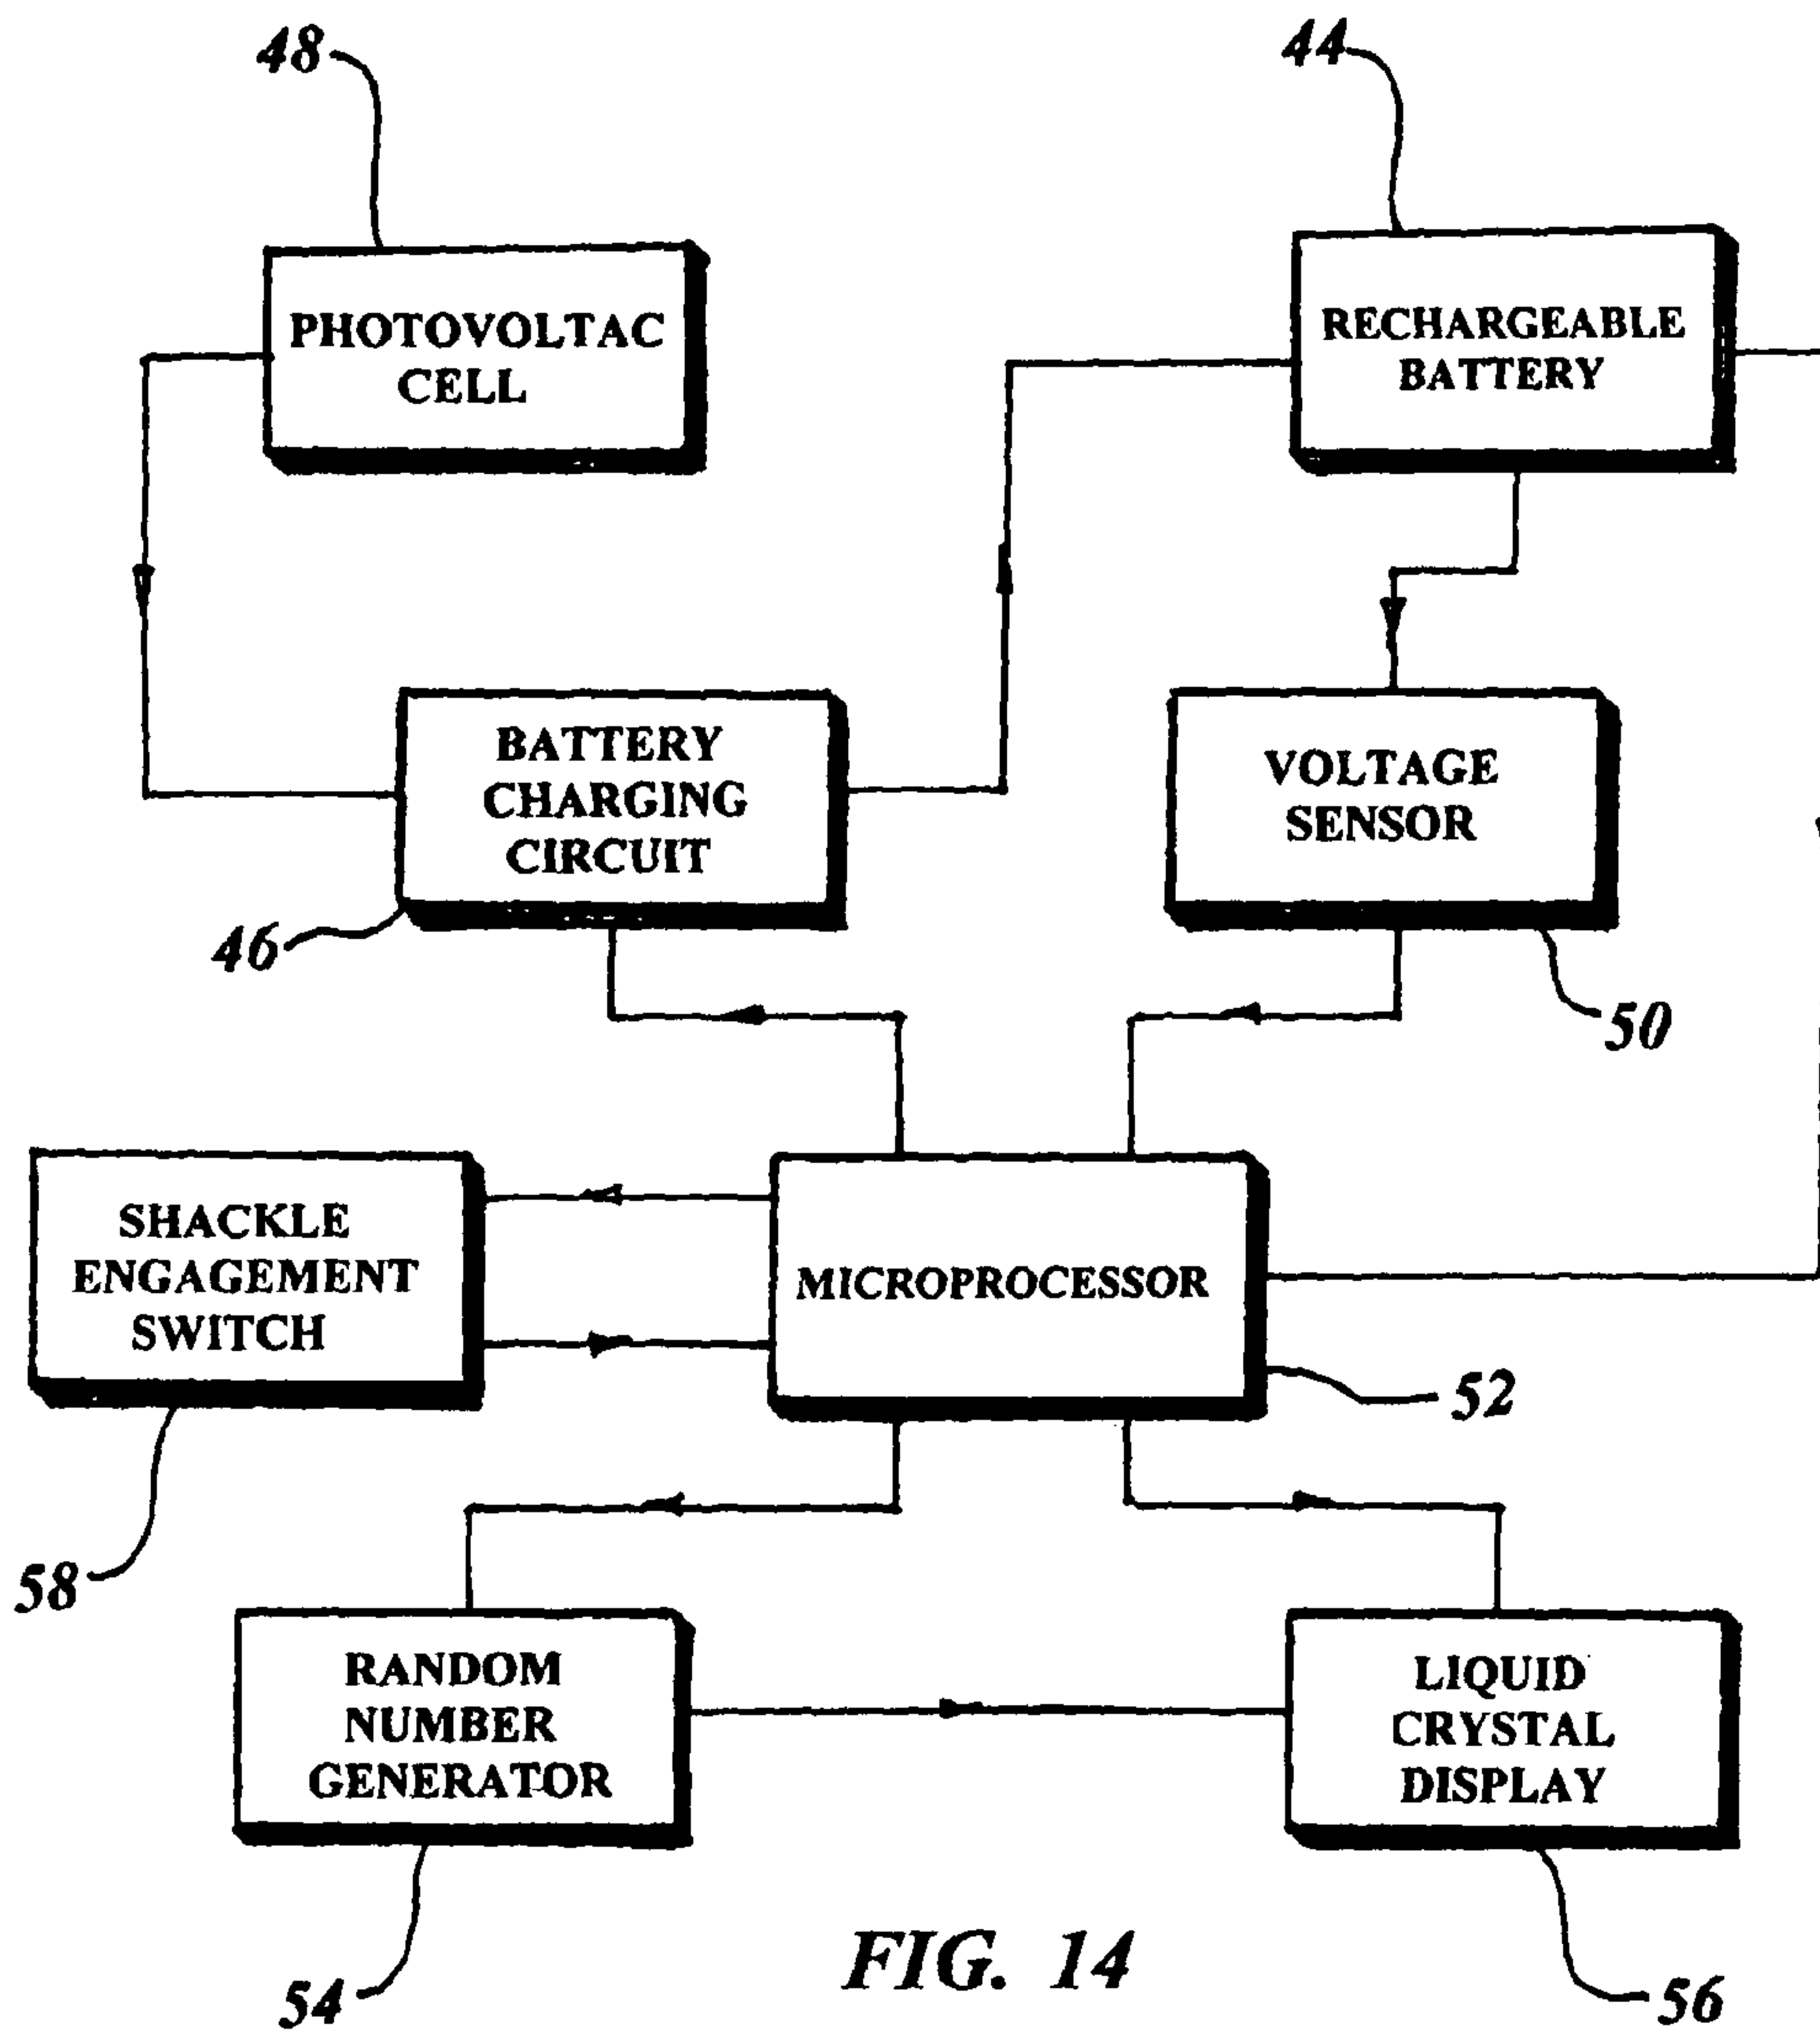 48
44
PHOTOVOLTAC
CELL
RECHARGEABLE
BATTERY
BATTERY
CHARGING
CIRCUIT
VOLTAGE
SENSOR
46
50
SHACKLE
ENGAGEMENT
SWITCH
MICROPROCESSOR
52
58
RANDOM
NUMBER
GENERATOR
LIQUID
CRYSTAL
DISPLAY
54
FIG. 14
56